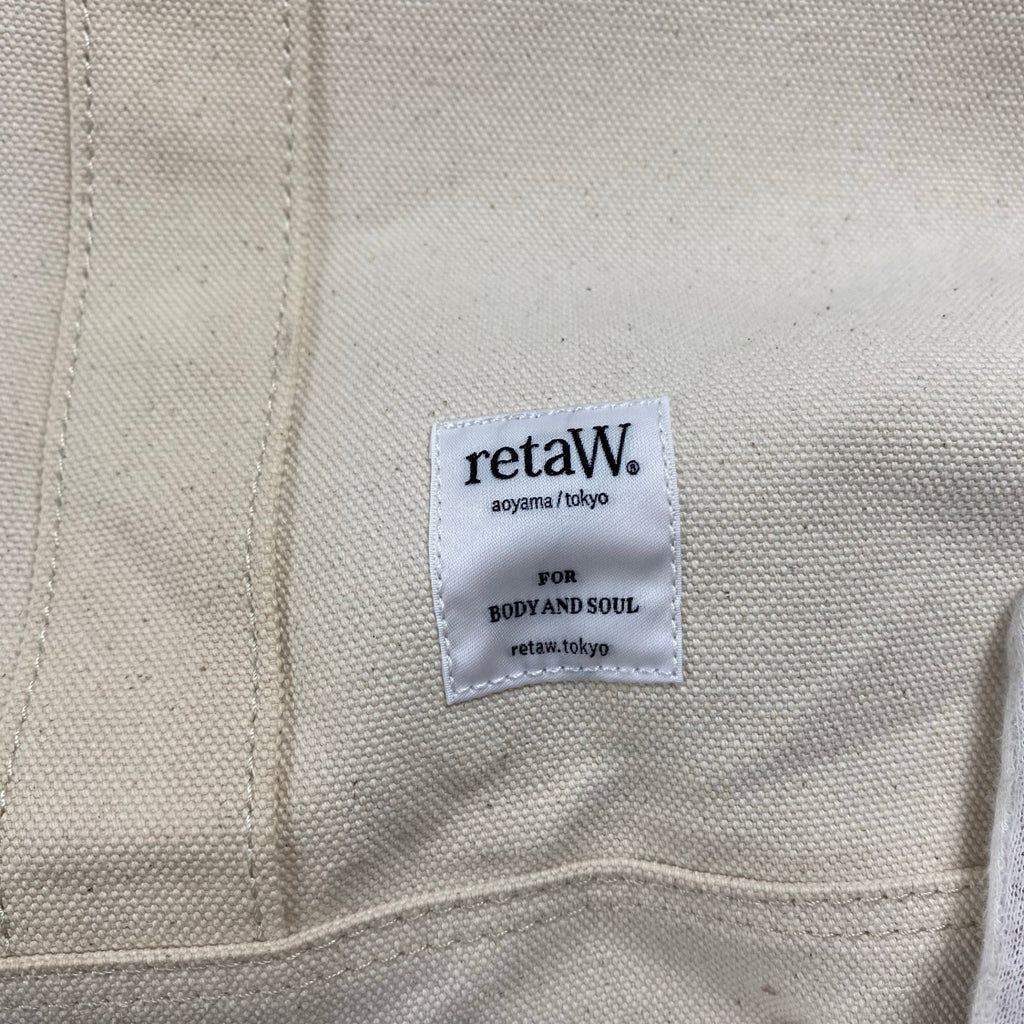 retaW.®
aoyama / tokyo
FOR
BODY AND SOUL
retaw.tokyo